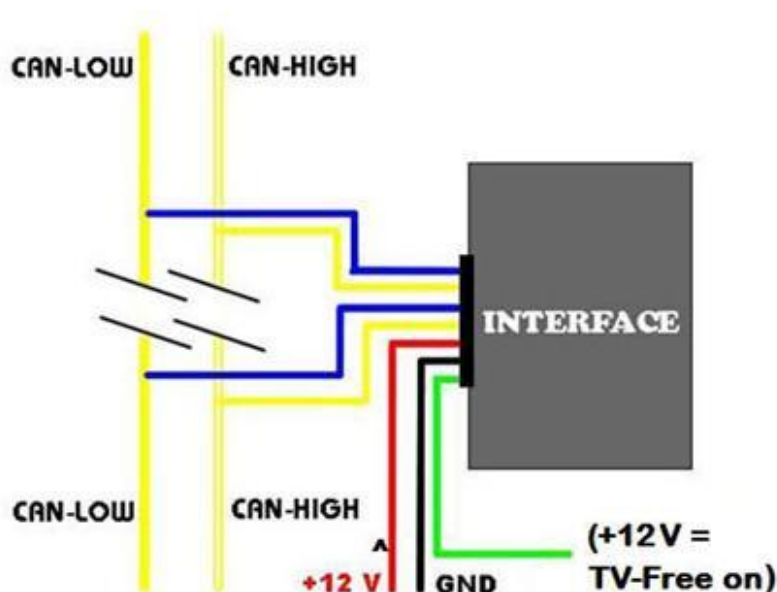 CAN-LOW
CAN-HIGH
INTERFACE
CAN-LOW
CAN-HIGH
(+12V =
TV-Free on)
^
+12 V
GND